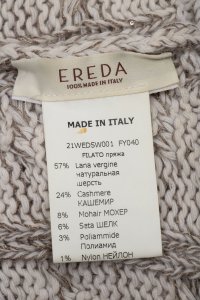 EREDA
100% MADE IN ITALY
MADE IN ITALY
21WEDSW001 FY040
FILATO пряжа
57% Lana vergine
натуральная
шерсть
24% Cashmere
КАШЕМИР
8% Mohair МОХЕР
6% Seta ШЕЛК
3% Poliammide
Полиамид
1% Nylon НЕЙЛОН